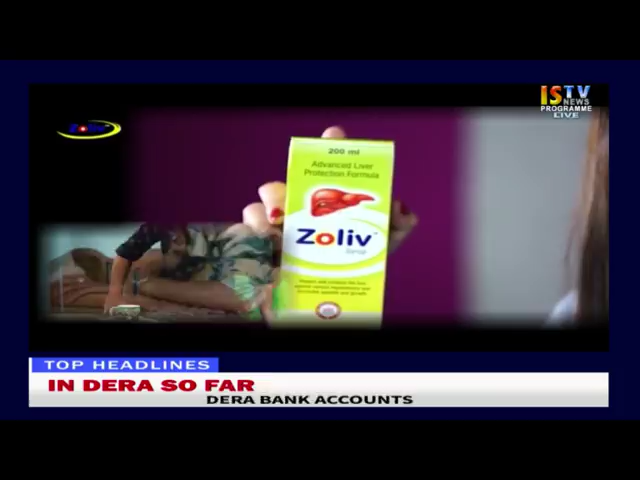 Zoliv
ISTV
NEWS
PROGRAMME
LIVE
200 ml
Advanced Liver
Protection Formula
Zoliv
TOP HEADLINES
IN DERA SO FAR
DERA BANK ACCOUNTS